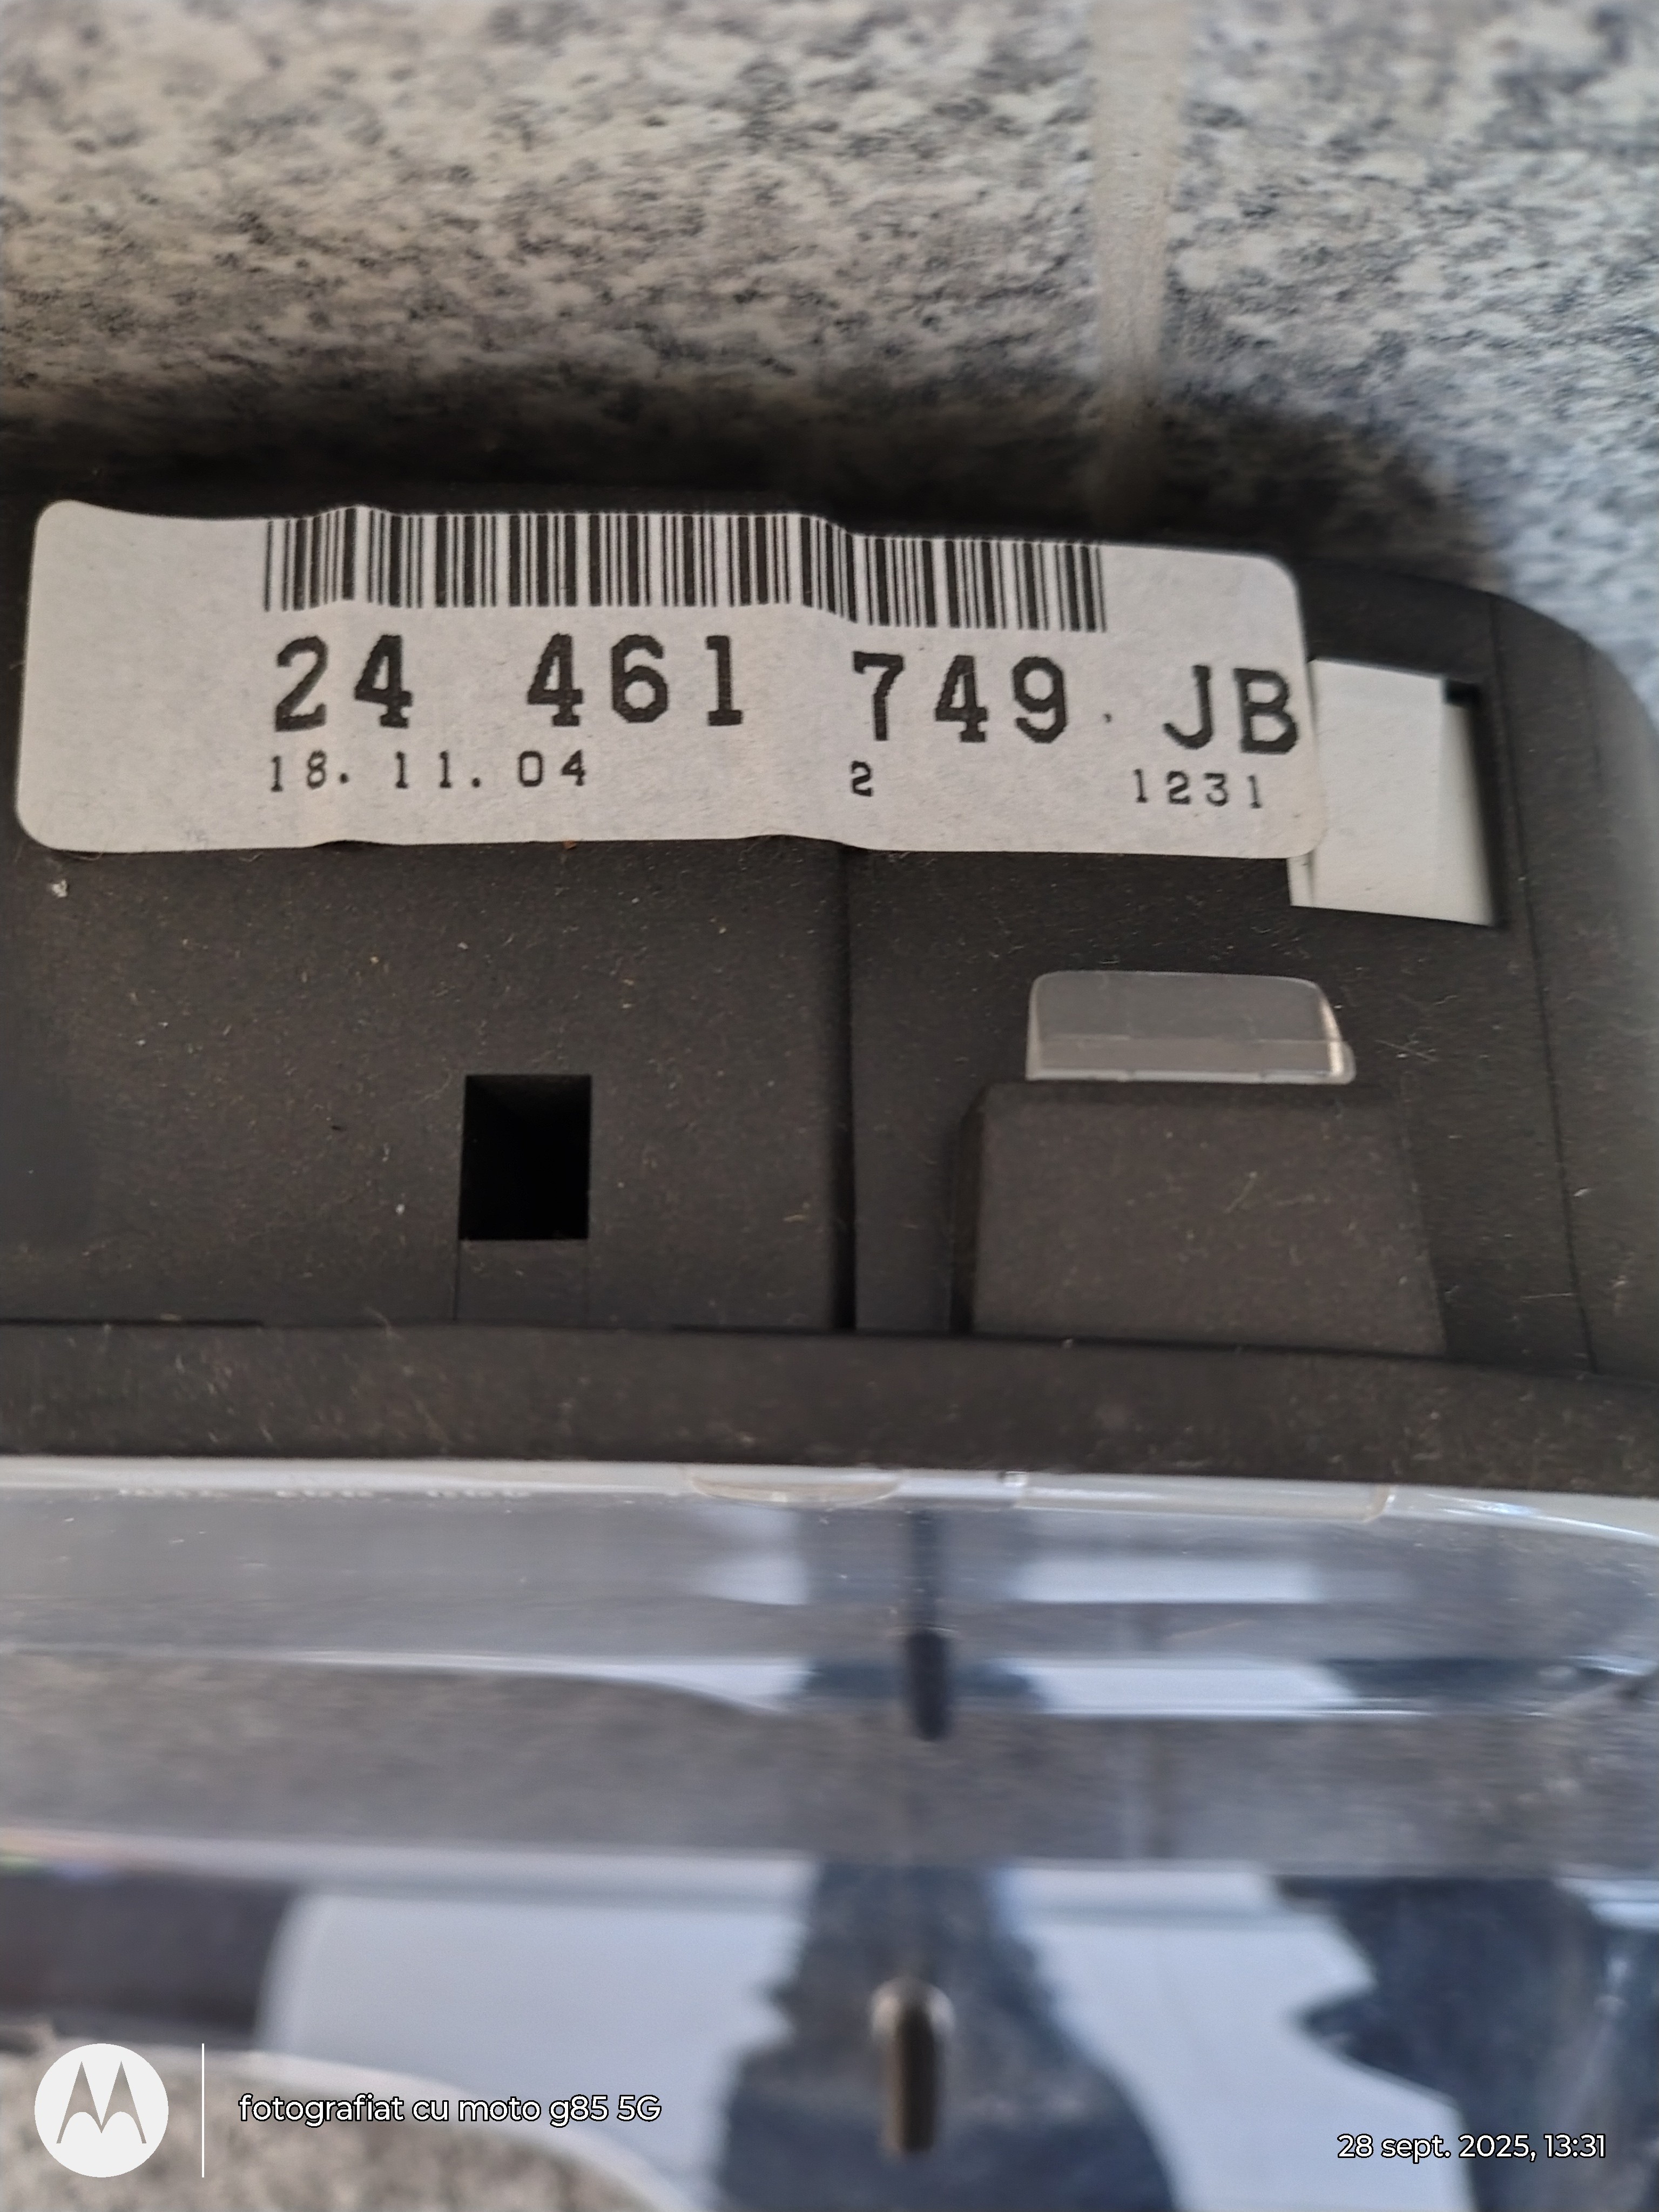 24 461 749 JB
18.11.04 2 1231
fotografiat cu moto g85 5G
28 sept. 2025, 13:31